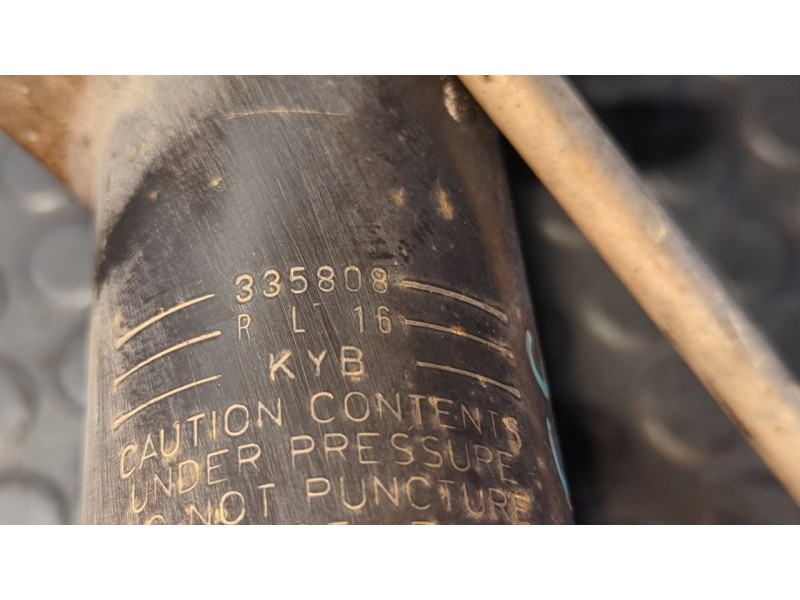 335808
R L 16
KYB
CAUTION CONTENTS
UNDER PRESSURE
NOT PUNCTURE